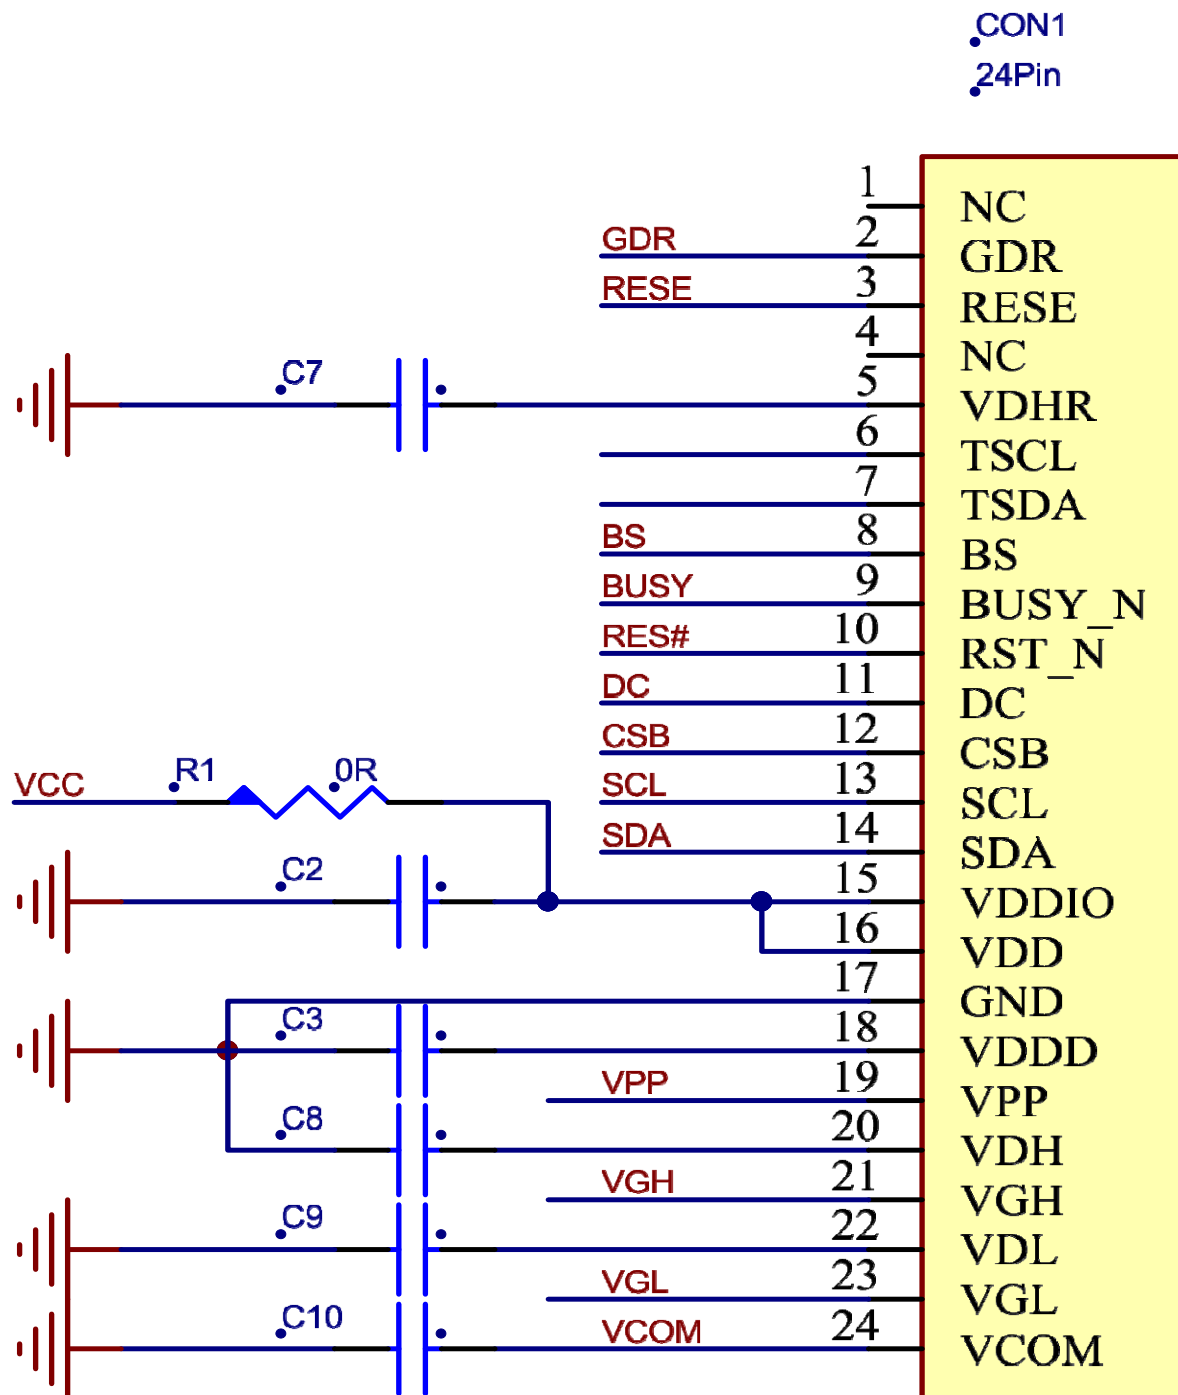 CON1
24Pin
1 NC
GDR 2 GDR
RESE 3 RESE
4 NC
C7 5 VDHR
6 TSCL
7 TSDA
BS 8 BS
BUSY 9 BUSY_N
RES# 10 RST_N
DC 11 DC
CSB 12 CSB
VCC R1 0R SCL 13 SCL
SDA 14 SDA
C2 15 VDDIO
16 VDD
17 GND
C3 18 VDDD
VPP 19 VPP
C8 20 VDH
VGH 21 VGH
C9 22 VDL
VGL 23 VGL
C10 VCOM 24 VCOM